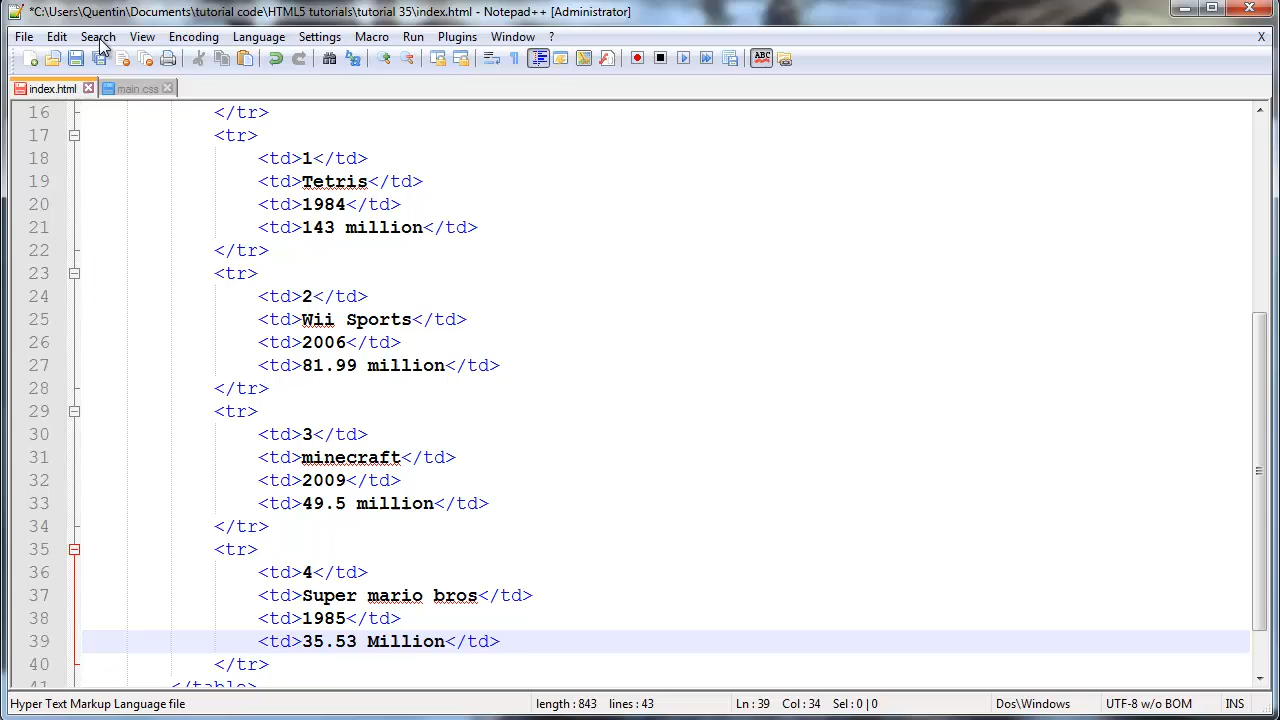 *C:\Users\Quentin\Documents\tutorial code\HTML5 tutorials\tutorial 35\index.html - Notepad++ [Administrator]
File Edit Search View Encoding Language Settings Macro Run Plugins Window ? X
ABC
index.html main.css
16 </tr>
17 <tr>
18 <td>1</td>
19 <td>Tetris</td>
20 <td>1984</td>
21 <td>143 million</td>
22 </tr>
23 <tr>
24 <td>2</td>
25 <td>Wii Sports</td>
26 <td>2006</td>
27 <td>81.99 million</td>
28 </tr>
29 <tr>
30 <td>3</td>
31 <td>minecraft</td>
32 <td>2009</td>
33 <td>49.5 million</td>
34 </tr>
35 <tr>
36 <td>4</td>
37 <td>Super mario bros</td>
38 <td>1985</td>
39 <td>35.53 Million</td>
40 </tr>
41 </table>
Hyper Text Markup Language file length : 843 lines : 43 Ln : 39 Col : 34 Sel : 0 | 0 Dos\Windows UTF-8 w/o BOM INS